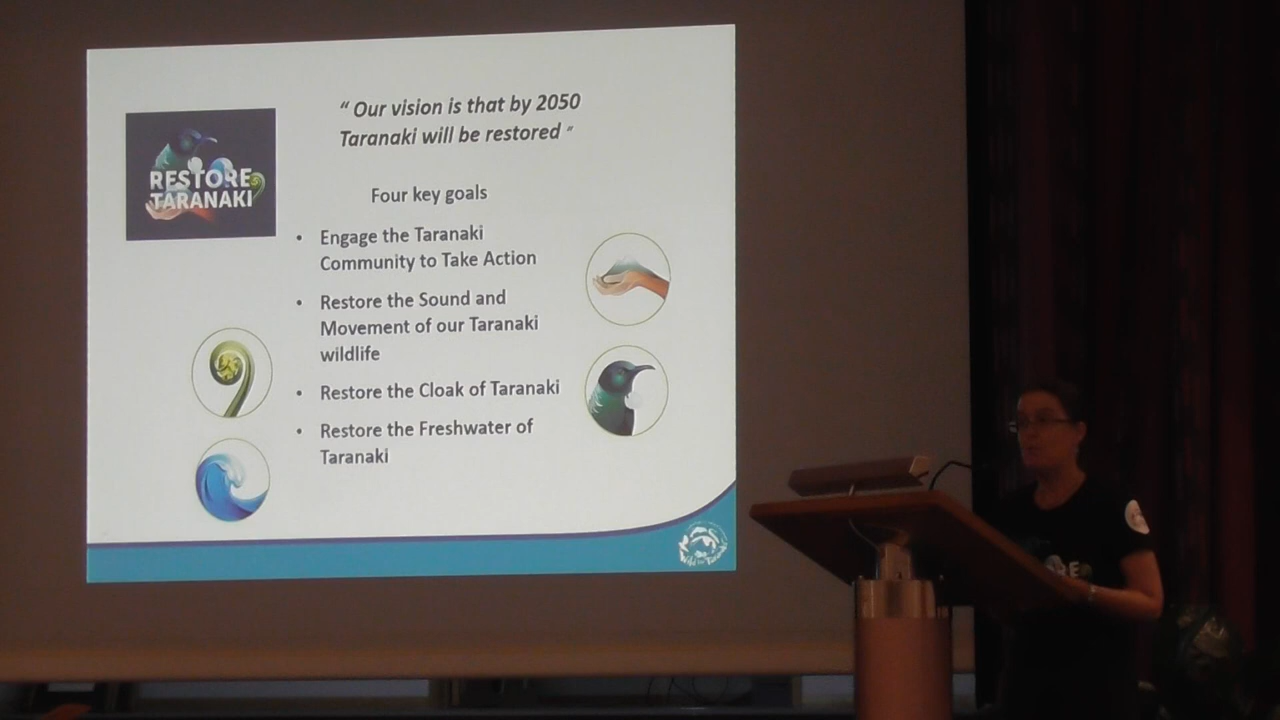 “ Our vision is that by 2050
Taranaki will be restored “
RESTORE
TARANAKI
Four key goals
• Engage the Taranaki
Community to Take Action
• Restore the Sound and
Movement of our Taranaki
wildlife
• Restore the Cloak of Taranaki
• Restore the Freshwater of
Taranaki